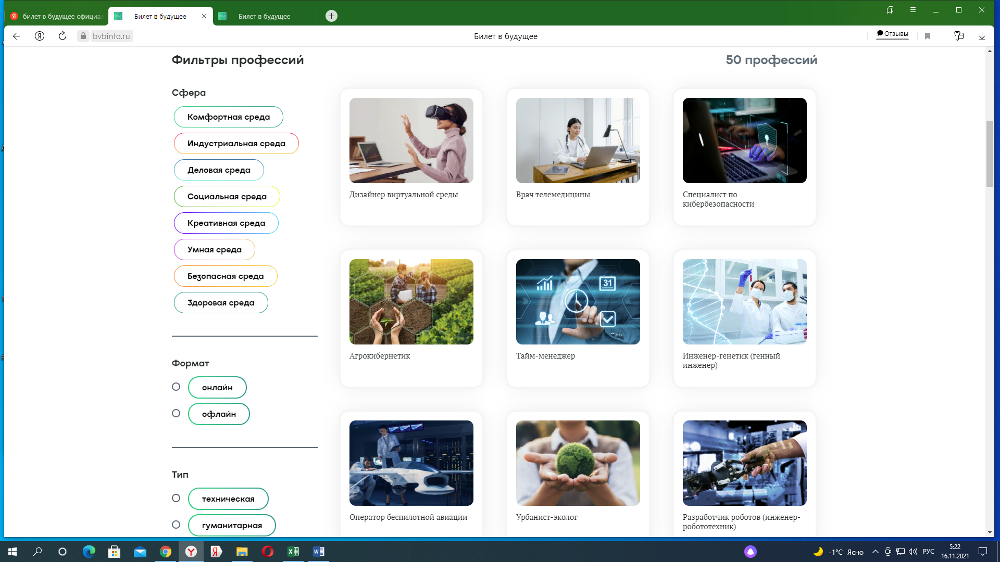 билет в будущее официал
Билет в будущее
Билет в будущее
bvbinfo.ru
Билет в будущее
Отзывы
Фильтры профессий
50 профессий
Сфера
Комфортная среда
Индустриальная среда
Деловая среда
Социальная среда
Креативная среда
Умная среда
Безопасная среда
Здоровая среда
Формат
онлайн
офлайн
Тип
техническая
гуманитарная
Дизайнер виртуальной среды
Врач телемедицины
Специалист по
кибербезопасности
31
Агрокибернетик
Тайм-менеджер
Инженер-генетик (генный
инженер)
Оператор беспилотной авиации
Урбанист-эколог
Разработчик роботов (инженер-
робототехник)
-1°C Ясно
РУС
5:22
16.11.2021